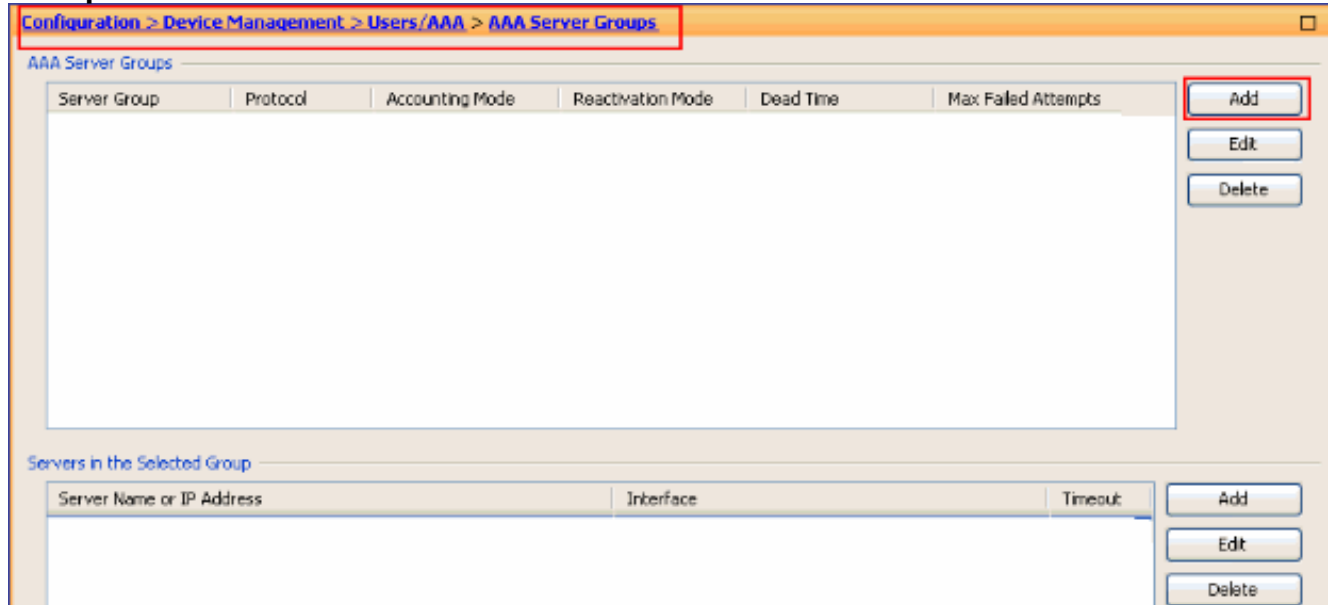 Configuration > Device Management > Users/AAA > AAA Server Groups
AAA Server Groups
Server Group Protocol Accounting Mode Reactivation Mode Dead Time Max Failed Attempts
Add
Edit
Delete
Servers in the Selected Group
Server Name or IP Address Interface Timeout
Add
Edit
Delete